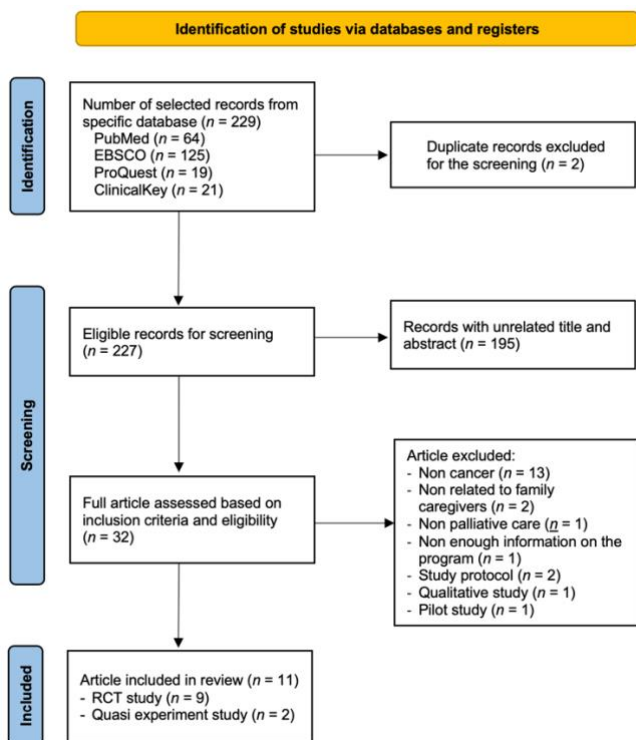 Identification of studies via databases and registers
Identification
Number of selected records from
specific database (n = 229)
PubMed (n = 64)
EBSCO (n = 125)
ProQuest (n = 19)
ClinicalKey (n = 21)
Duplicate records excluded
for the screening (n = 2)
Screening
Eligible records for screening
(n = 227)
Records with unrelated title and
abstract (n = 195)
Full article assessed based on
inclusion criteria and eligibility
(n = 32)
Article excluded:
- Non cancer (n = 13)
- Non related to family
caregivers (n = 2)
- Non palliative care (n = 1)
- Non enough information on the
program (n = 1)
- Study protocol (n = 2)
- Qualitative study (n = 1)
- Pilot study (n = 1)
Included
Article included in review (n = 11)
- RCT study (n = 9)
- Quasi experiment study (n = 2)